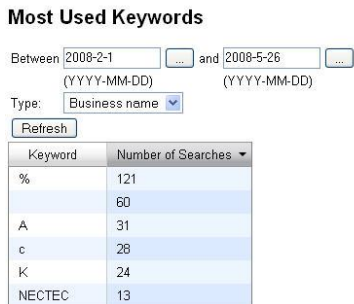 Most Used Keywords
Between 2008-2-1 ... and 2008-5-26 ...
(YYYY-MM-DD) (YYYY-MM-DD)
Type: Business name
Refresh
Keyword Number of Searches
% 121
60
A 31
c 28
K 24
NECTEC 13